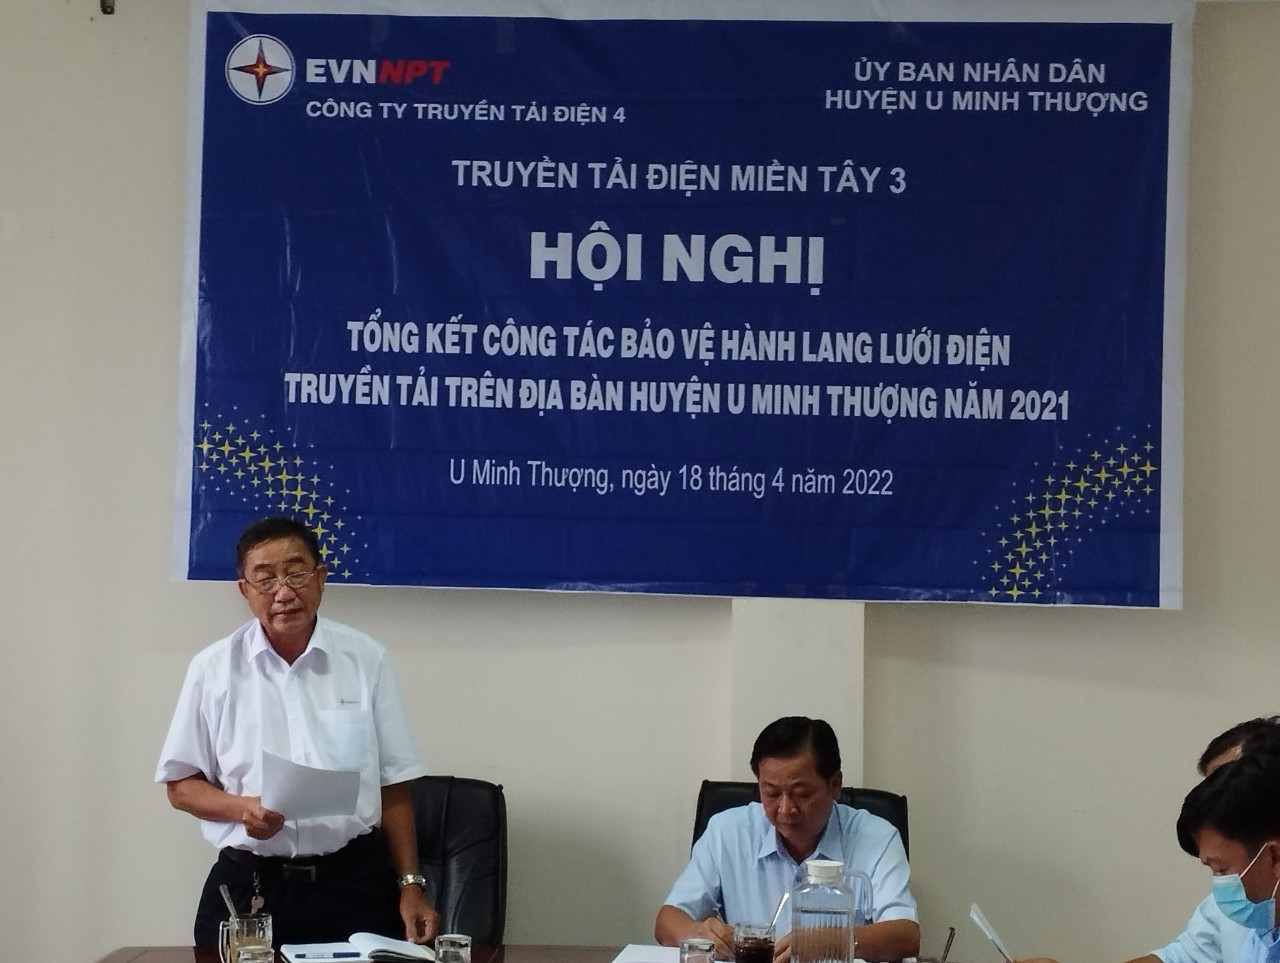 EVNNPT
CÔNG TY TRUYỀN TẢI ĐIỆN 4
ỦY BAN NHÂN DÂN
HUYỆN U MINH THƯỢNG
TRUYỀN TẢI ĐIỆN MIỀN TÂY 3
HỘI NGHỊ
TỔNG KẾT CÔNG TÁC BẢO VỆ HÀNH LANG LƯỚI ĐIỆN
TRUYỀN TẢI TRÊN ĐỊA BÀN HUYỆN U MINH THƯỢNG NĂM 2021
U Minh Thượng, ngày 18 tháng 4 năm 2022